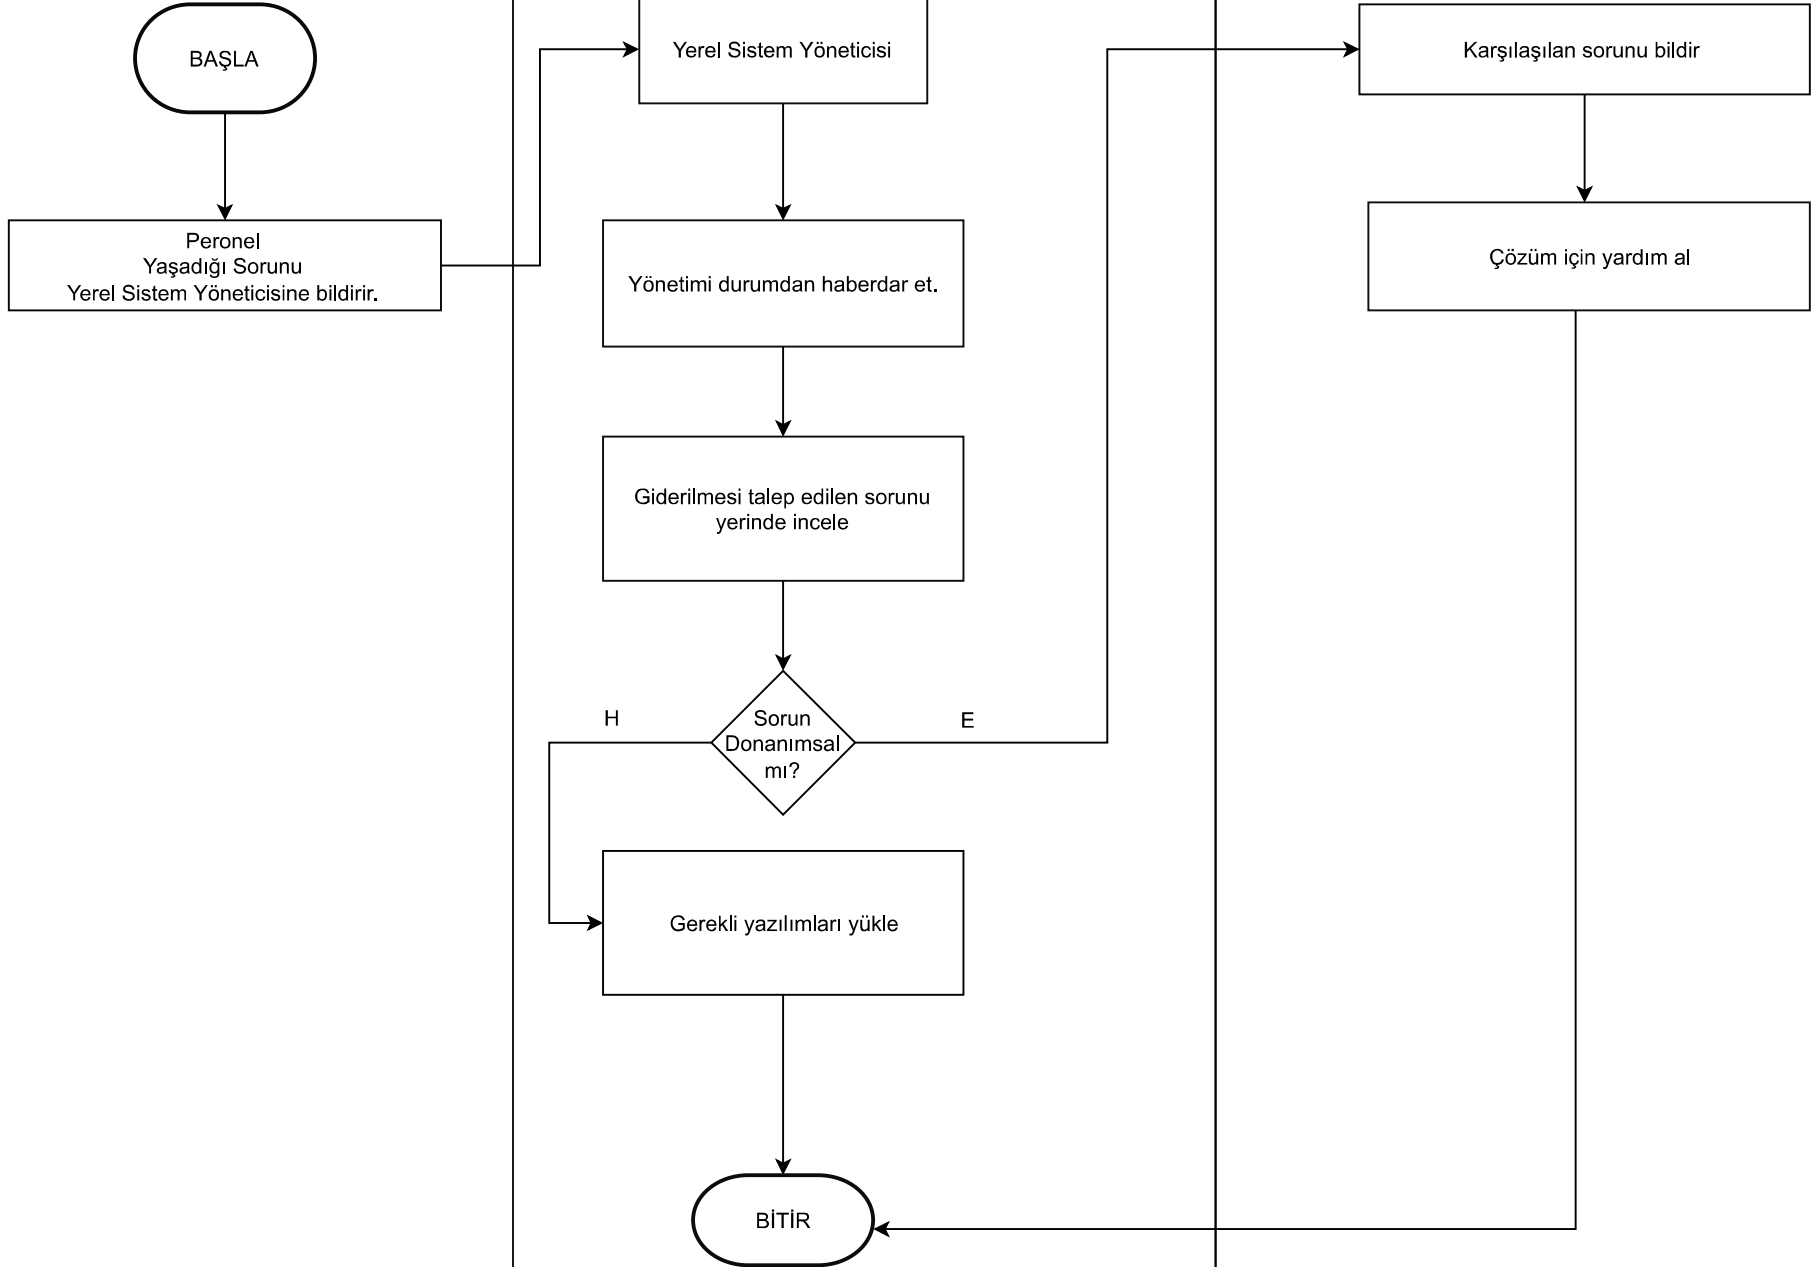 BAŞLA
Peronel
Yaşadığı Sorunu
Yerel Sistem Yöneticisine bildirir.
Yerel Sistem Yöneticisi
Yönetimi durumdan haberdar et.
Giderilmesi talep edilen sorunu
yerinde incele
Sorun
Donanımsal
mı?
H
E
Gerekli yazılımları yükle
BİTİR
Karşılaşılan sorunu bildir
Çözüm için yardım al